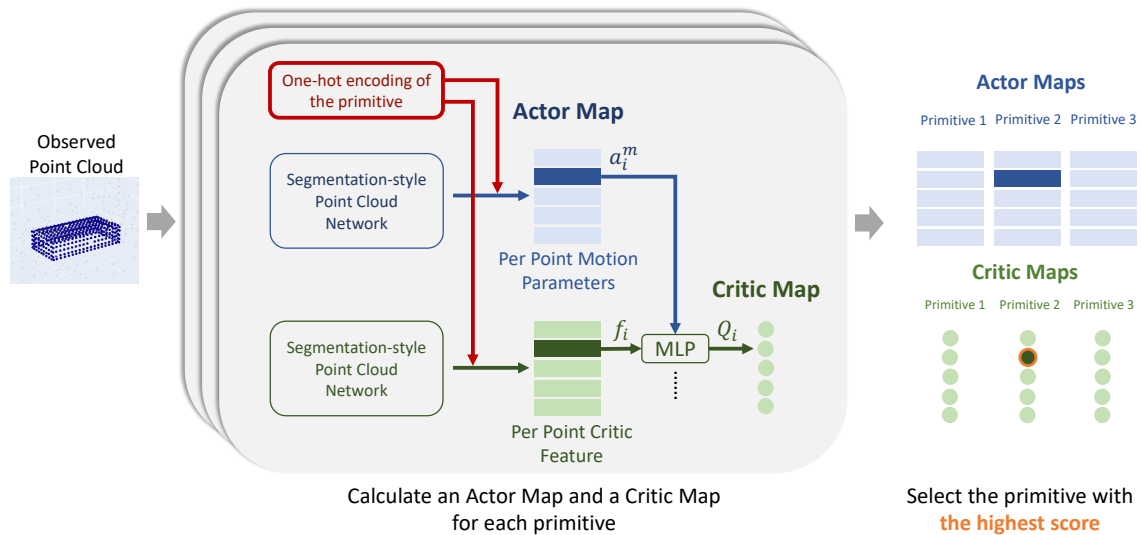 Observed
Point Cloud
One-hot encoding of
the primitive
Actor Map
Segmentation-style
Point Cloud
Network
a_i^m
Per Point Motion
Parameters
Critic Map
Segmentation-style
Point Cloud
Network
f_i
MLP
Q_i
Per Point Critic
Feature
Calculate an Actor Map and a Critic Map
for each primitive
Actor Maps
Primitive 1 Primitive 2 Primitive 3
Critic Maps
Primitive 1 Primitive 2 Primitive 3
Select the primitive with
the highest score